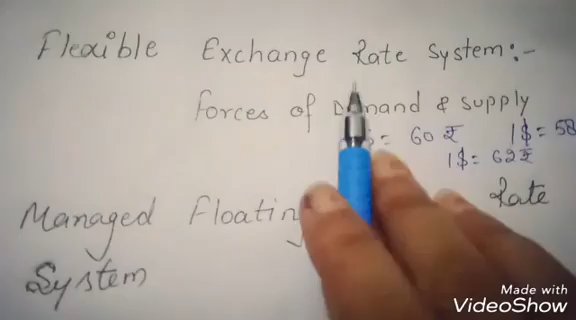 Flexible Exchange Rate System:-
forces of Demand & Supply
$ = 60 ₹ 1$ = 58
1$ = 62₹
Managed Floating Rate
System
Made with
VideoShow